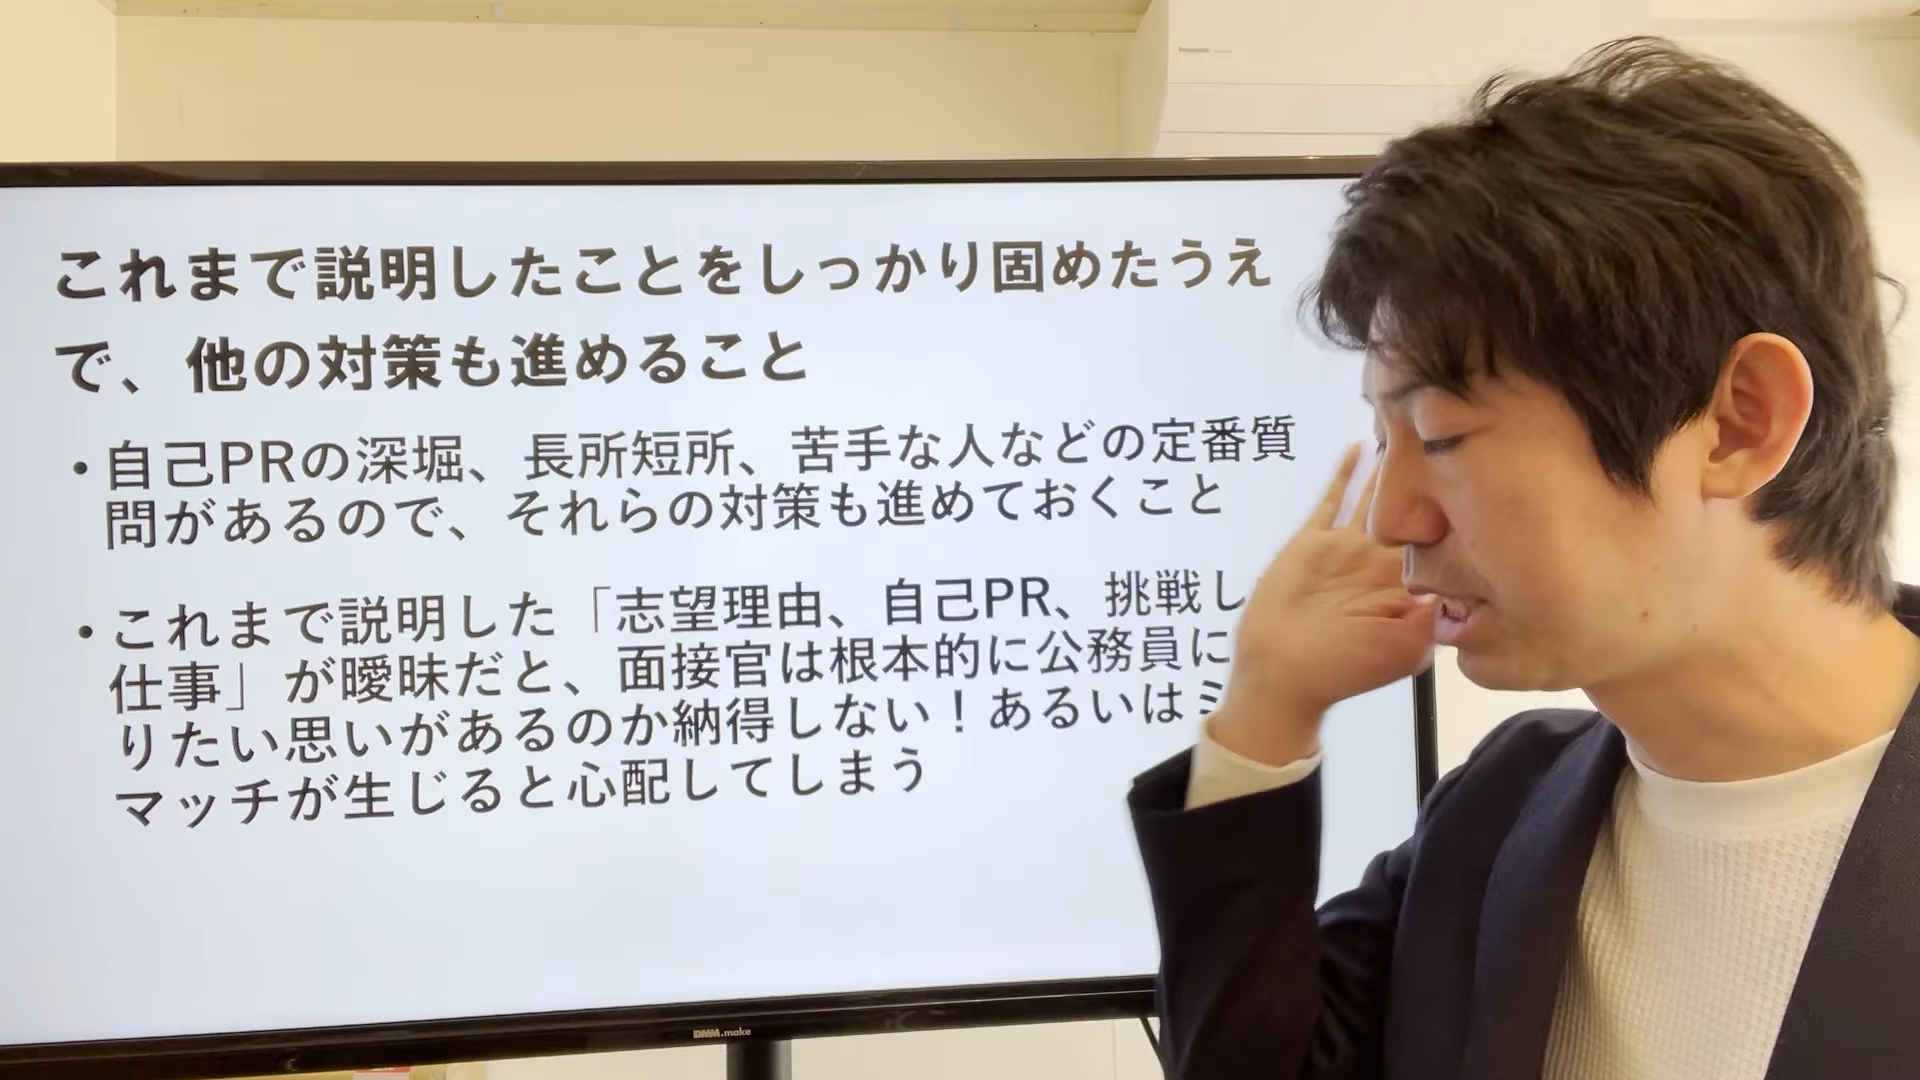 これまで説明したことをしっかり固めたうえ
で、他の対策も進めること
・自己PRの深堀、長所短所、苦手な人などの定番質
問があるので、それらの対策も進めておくこと
・これまで説明した「志望理由、自己PR、挑戦し
仕事」が曖昧だと、面接官は根本的に公務員に
りたい思いがあるのか納得しない！あるいはミ
マッチが生じると心配してしまう
DMM.make